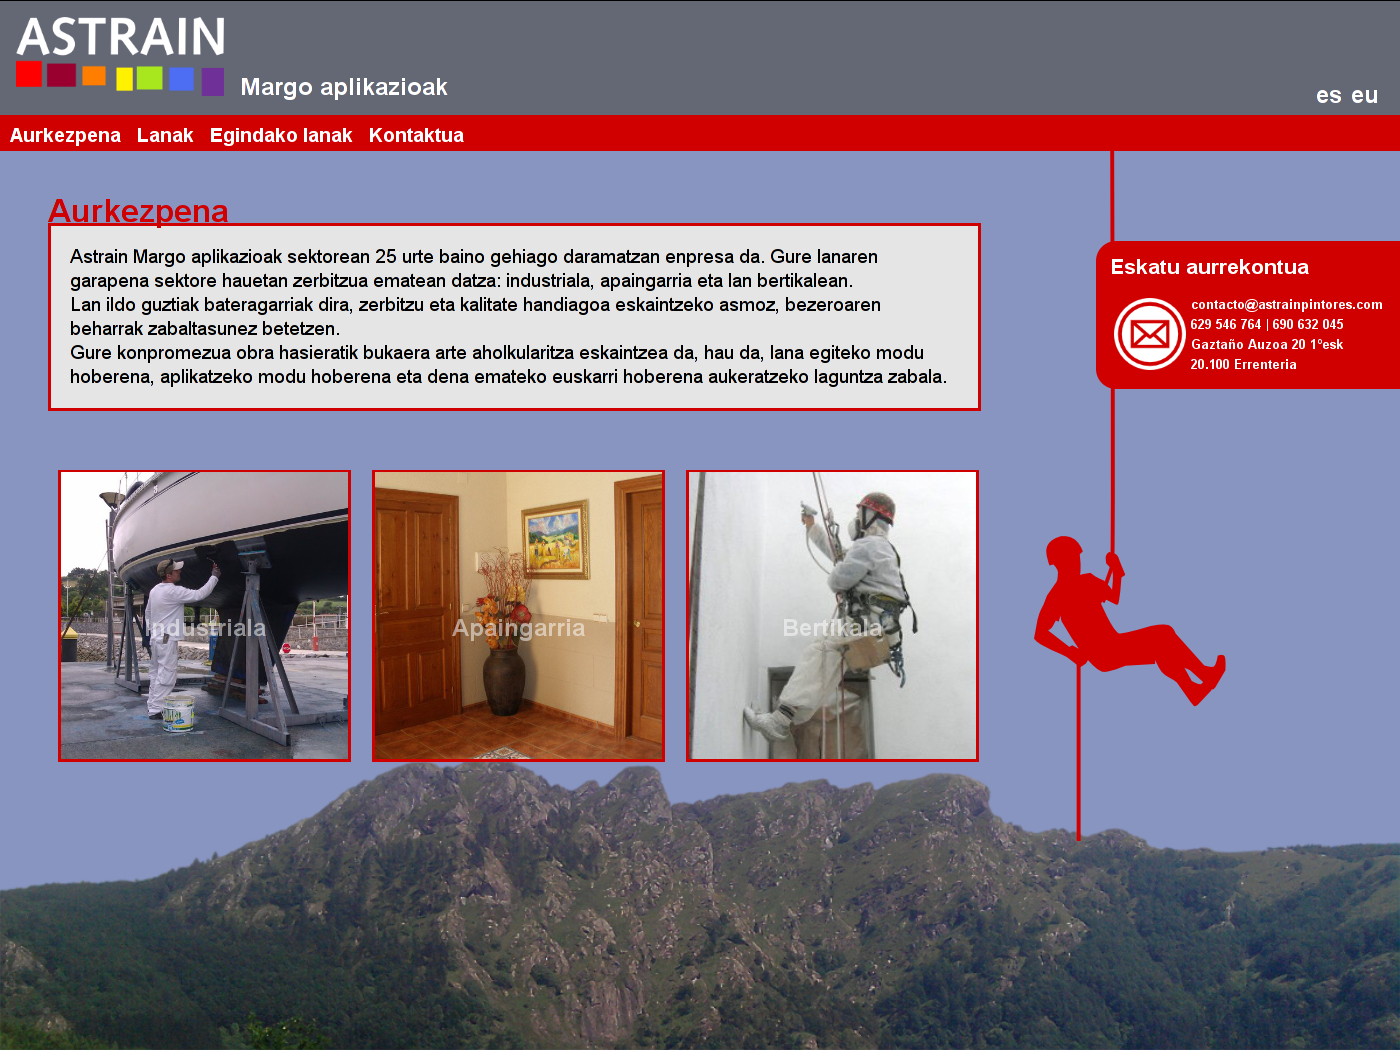 ASTRAIN
Margo aplikazioak
es eu
Aurkezpena Lanak Egindako lanak Kontaktua
Aurkezpena
Astrain Margo aplikazioak sektorean 25 urte baino gehiago daramatzan enpresa da. Gure lanaren
garapena sektore hauetan zerbitzua ematean datza: industriala, apaingarria eta lan bertikalean.
Lan ildo guztiak bateragarriak dira, zerbitzu eta kalitate handiagoa eskaintzeko asmoz, bezeroaren
beharrak zabaltasunez betetzen.
Gure konpromezua obra hasieratik bukaera arte aholkularitza eskaintzea da, hau da, lana egiteko modu
hoberena, aplikatzeko modu hoberena eta dena emateko euskarri hoberena aukeratzeko laguntza zabala.
Eskatu aurrekontua
contacto@astrainpintores.com
629 546 764 | 690 632 045
Gaztaño Auzoa 20 1ºesk
20.100 Errenteria
Industriala
Apaingarria
Bertikala